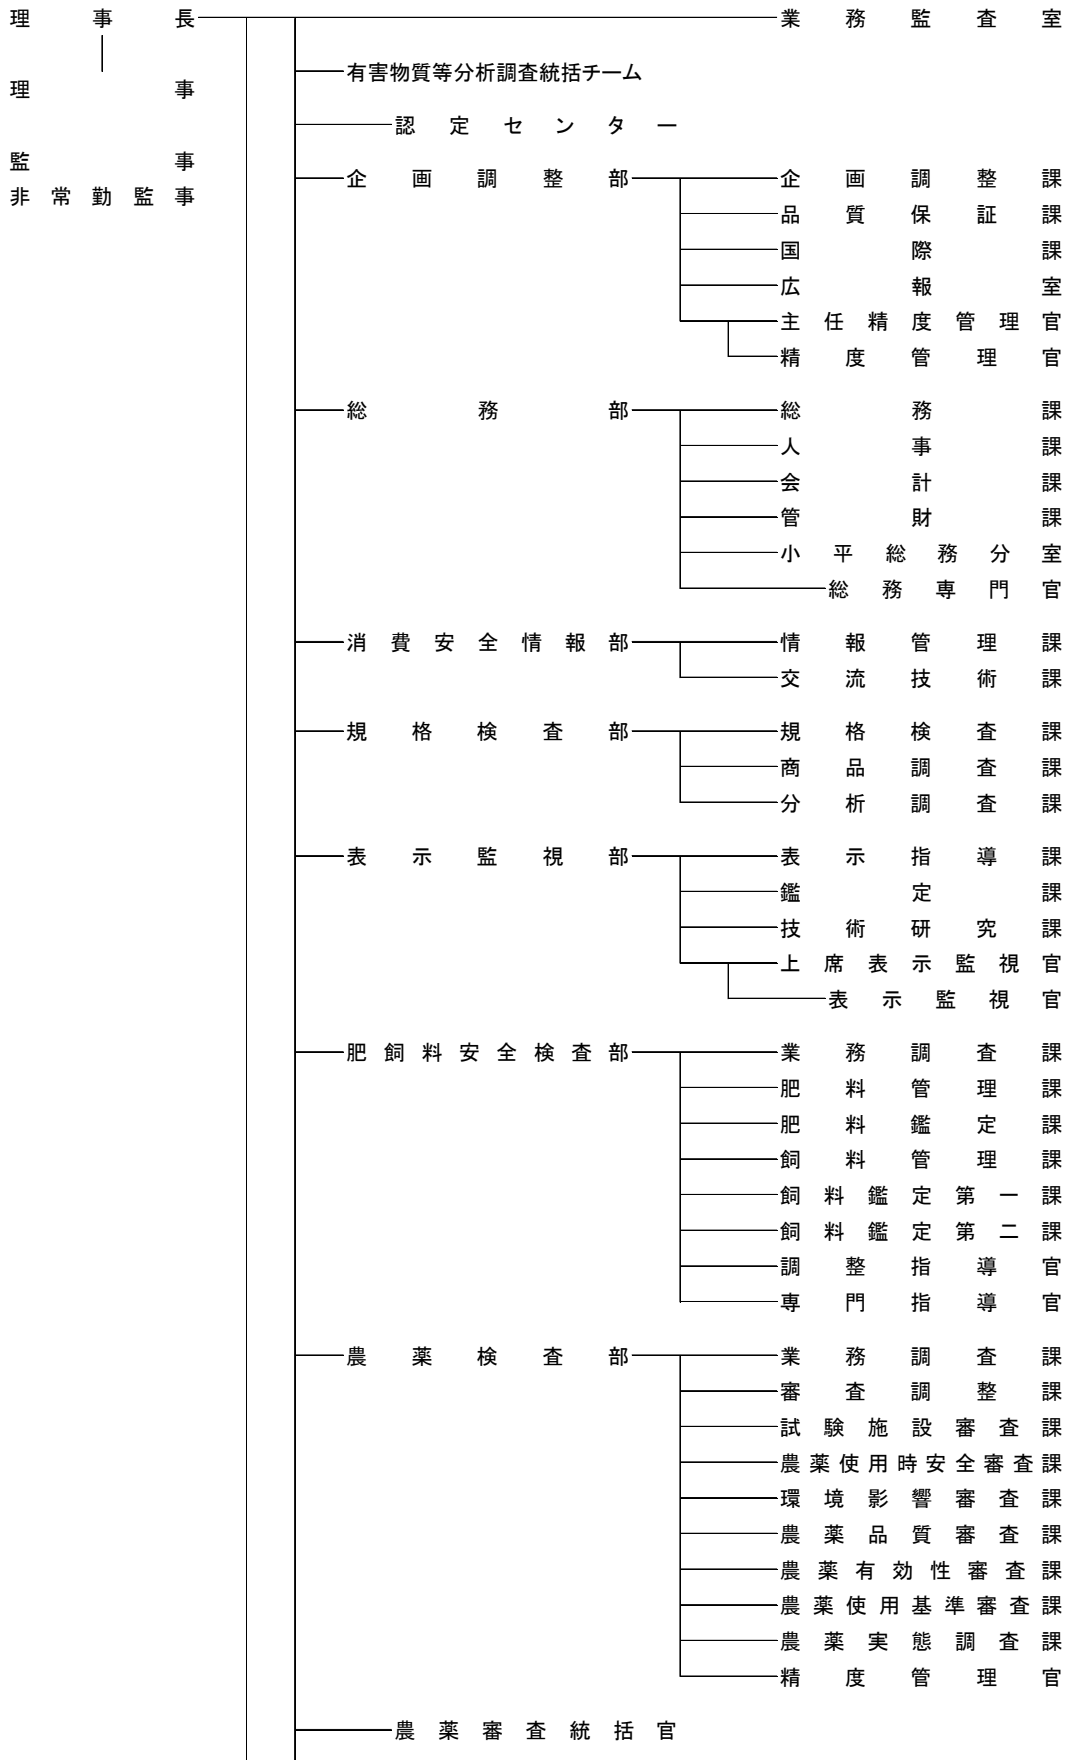 理事長 業務監査室
有害物質等分析調査統括チーム
理事
認定センター
監事
非常勤監事
企画調整部 企画調整課
品質保証課
国際課
広報室
主任精度管理官
精度管理官
総務部 総務課
人事課
会計課
管財課
小平総務分室
総務専門官
消費安全情報部 情報管理課
交流技術課
規格検査部 規格検査課
商品調査課
分析調査課
表示監視部 表示指導課
鑑定課
技術研究課
上席表示監視官
表示監視官
肥飼料安全検査部 業務調査課
肥料管理課
肥料鑑定課
飼料管理課
飼料鑑定第一課
飼料鑑定第二課
調整指導官
専門指導官
農薬検査部 業務調査課
審査調整課
試験施設審査課
農薬使用時安全審査課
環境影響審査課
農薬品質審査課
農薬有効性審査課
農薬使用基準審査課
農薬実態調査課
精度管理官
農薬審査統括官